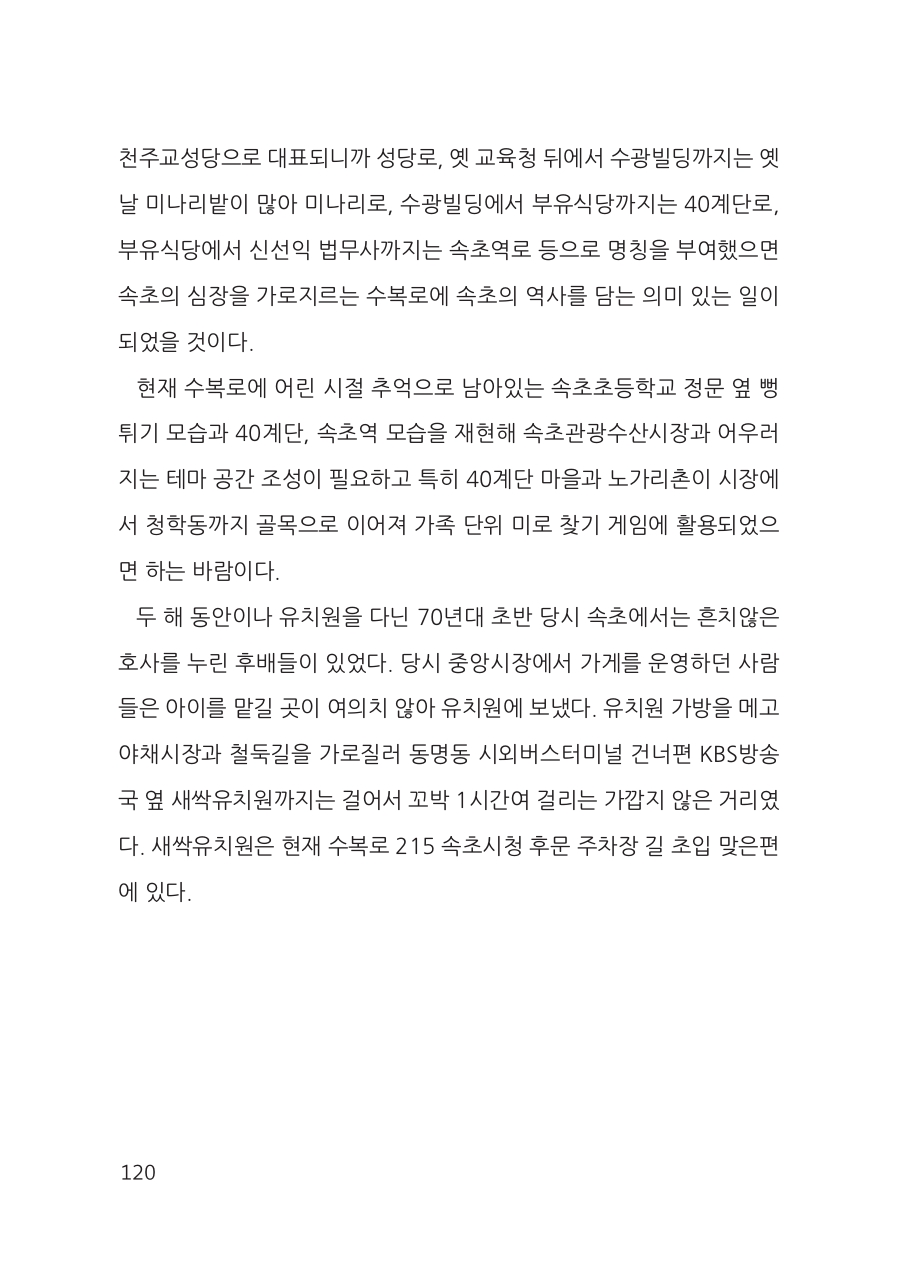 천주교성당으로 대표되니까 성당로, 옛 교육청 뒤에서 수광빌딩까지는 옛
날 미나리밭이 많아 미나리로, 수광빌딩에서 부유식당까지는 40계단로,
부유식당에서 신선익 법무사까지는 속초역로 등으로 명칭을 부여했으면
속초의 심장을 가로지르는 수복로에 속초의 역사를 담는 의미 있는 일이
되었을 것이다.
현재 수복로에 어린 시절 추억으로 남아있는 속초초등학교 정문 옆 뻥
튀기 모습과 40계단, 속초역 모습을 재현해 속초관광수산시장과 어우러
지는 테마 공간 조성이 필요하고 특히 40계단 마을과 노가리촌이 시장에
서 청학동까지 골목으로 이어져 가족 단위 미로 찾기 게임에 활용되었으
면 하는 바람이다.
두 해 동안이나 유치원을 다닌 70년대 초반 당시 속초에서는 흔치않은
호사를 누린 후배들이 있었다. 당시 중앙시장에서 가게를 운영하던 사람
들은 아이를 맡길 곳이 여의치 않아 유치원에 보냈다. 유치원 가방을 메고
야채시장과 철둑길을 가로질러 동명동 시외버스터미널 건너편 KBS방송
국 옆 새싹유치원까지는 걸어서 꼬박 1시간여 걸리는 가깝지 않은 거리였
다. 새싹유치원은 현재 수복로 215 속초시청 후문 주차장 길 초입 맞은편
에 있다.
120